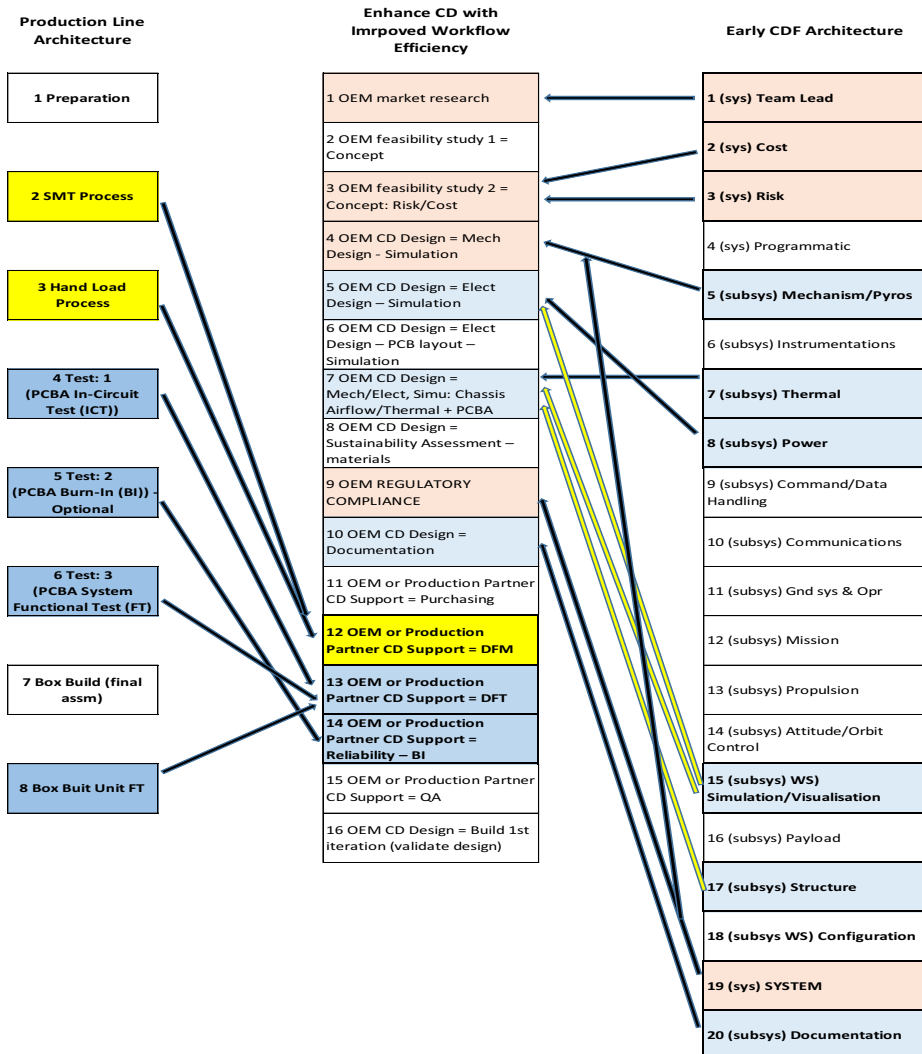 Production Line
Architecture
1 Preparation
2 SMT Process
3 Hand Load
Process
4 Test: 1
(PCBA In-Circuit
Test (ICT))
5 Test: 2
(PCBA Burn-In (BI)) -
Optional
6 Test: 3
(PCBA System
Functional Test (FT)
7 Box Build (final
assm)
8 Box Buit Unit FT
Enhance CD with
Imrpoved Workflow
Efficiency
1 OEM market research
2 OEM feasibility study 1 =
Concept
3 OEM feasibility study 2 =
Concept: Risk/Cost
4 OEM CD Design = Mech
Design - Simulation
5 OEM CD Design = Elect
Design – Simulation
6 OEM CD Design = Elect
Design – PCB layout –
Simulation
7 OEM CD Design =
Mech/Elect, Simu: Chassis
Airflow/Thermal + PCBA
8 OEM CD Design =
Sustainability Assessment –
materials
9 OEM REGULATORY
COMPLIANCE
10 OEM CD Design =
Documentation
11 OEM or Production Partner
CD Support = Purchasing
12 OEM or Production
Partner CD Support = DFM
13 OEM or Production
Partner CD Support = DFT
14 OEM or Production
Partner CD Support =
Reliability – BI
15 OEM or Production Partner
CD Support = QA
16 OEM CD Design = Build 1st
iteration (validate design)
Early CDF Architecture
1 (sys) Team Lead
2 (sys) Cost
3 (sys) Risk
4 (sys) Programmatic
5 (subsys) Mechanism/Pyros
6 (subsys) Instrumentations
7 (subsys) Thermal
8 (subsys) Power
9 (subsys) Command/Data
Handling
10 (subsys) Communications
11 (subsys) Gnd sys & Opr
12 (subsys) Mission
13 (subsys) Propulsion
14 (subsys) Attitude/Orbit
Control
15 (subsys) WS)
Simulation/Visualisation
16 (subsys) Payload
17 (subsys) Structure
18 (subsys WS) Configuration
19 (sys) SYSTEM
20 (subsys) Documentation